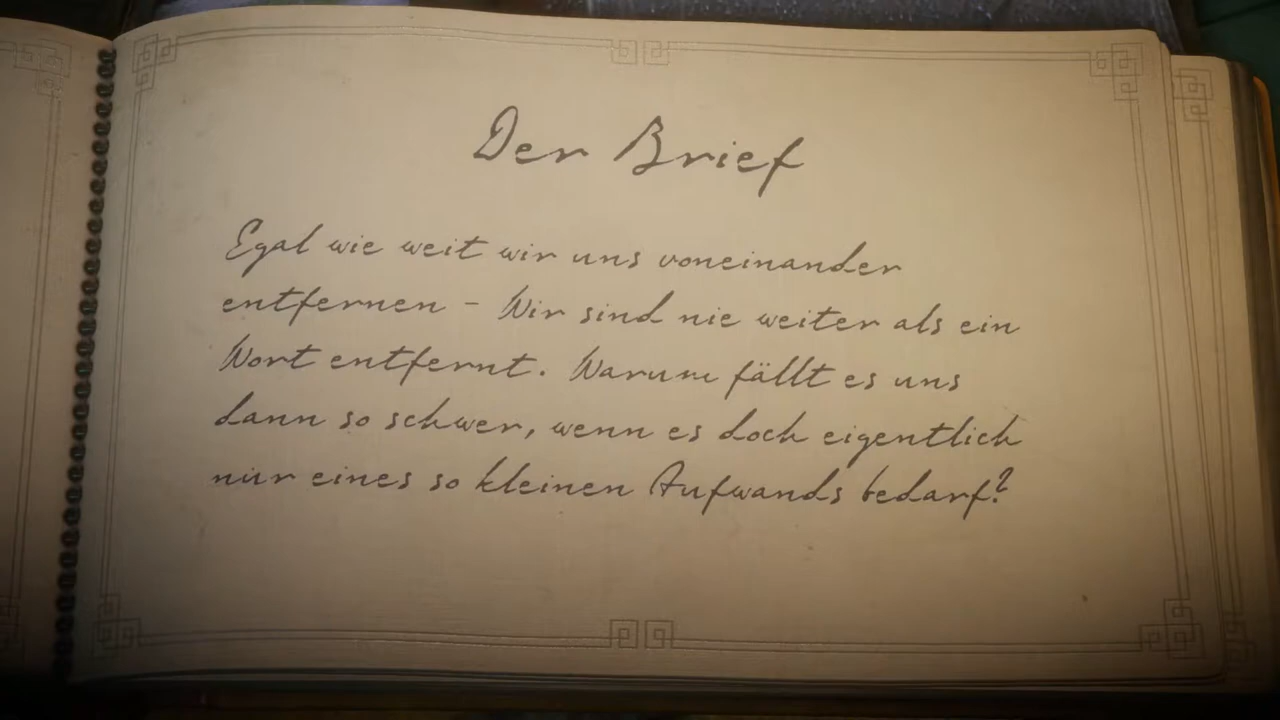 Der Brief
Egal wie weit wir uns voneinander
entfernen - Wir sind nie weiter als ein
Wort entfernt. Warum fällt es uns
dann so schwer, wenn es doch eigentlich
nur eines so kleinen Aufwands bedarf?